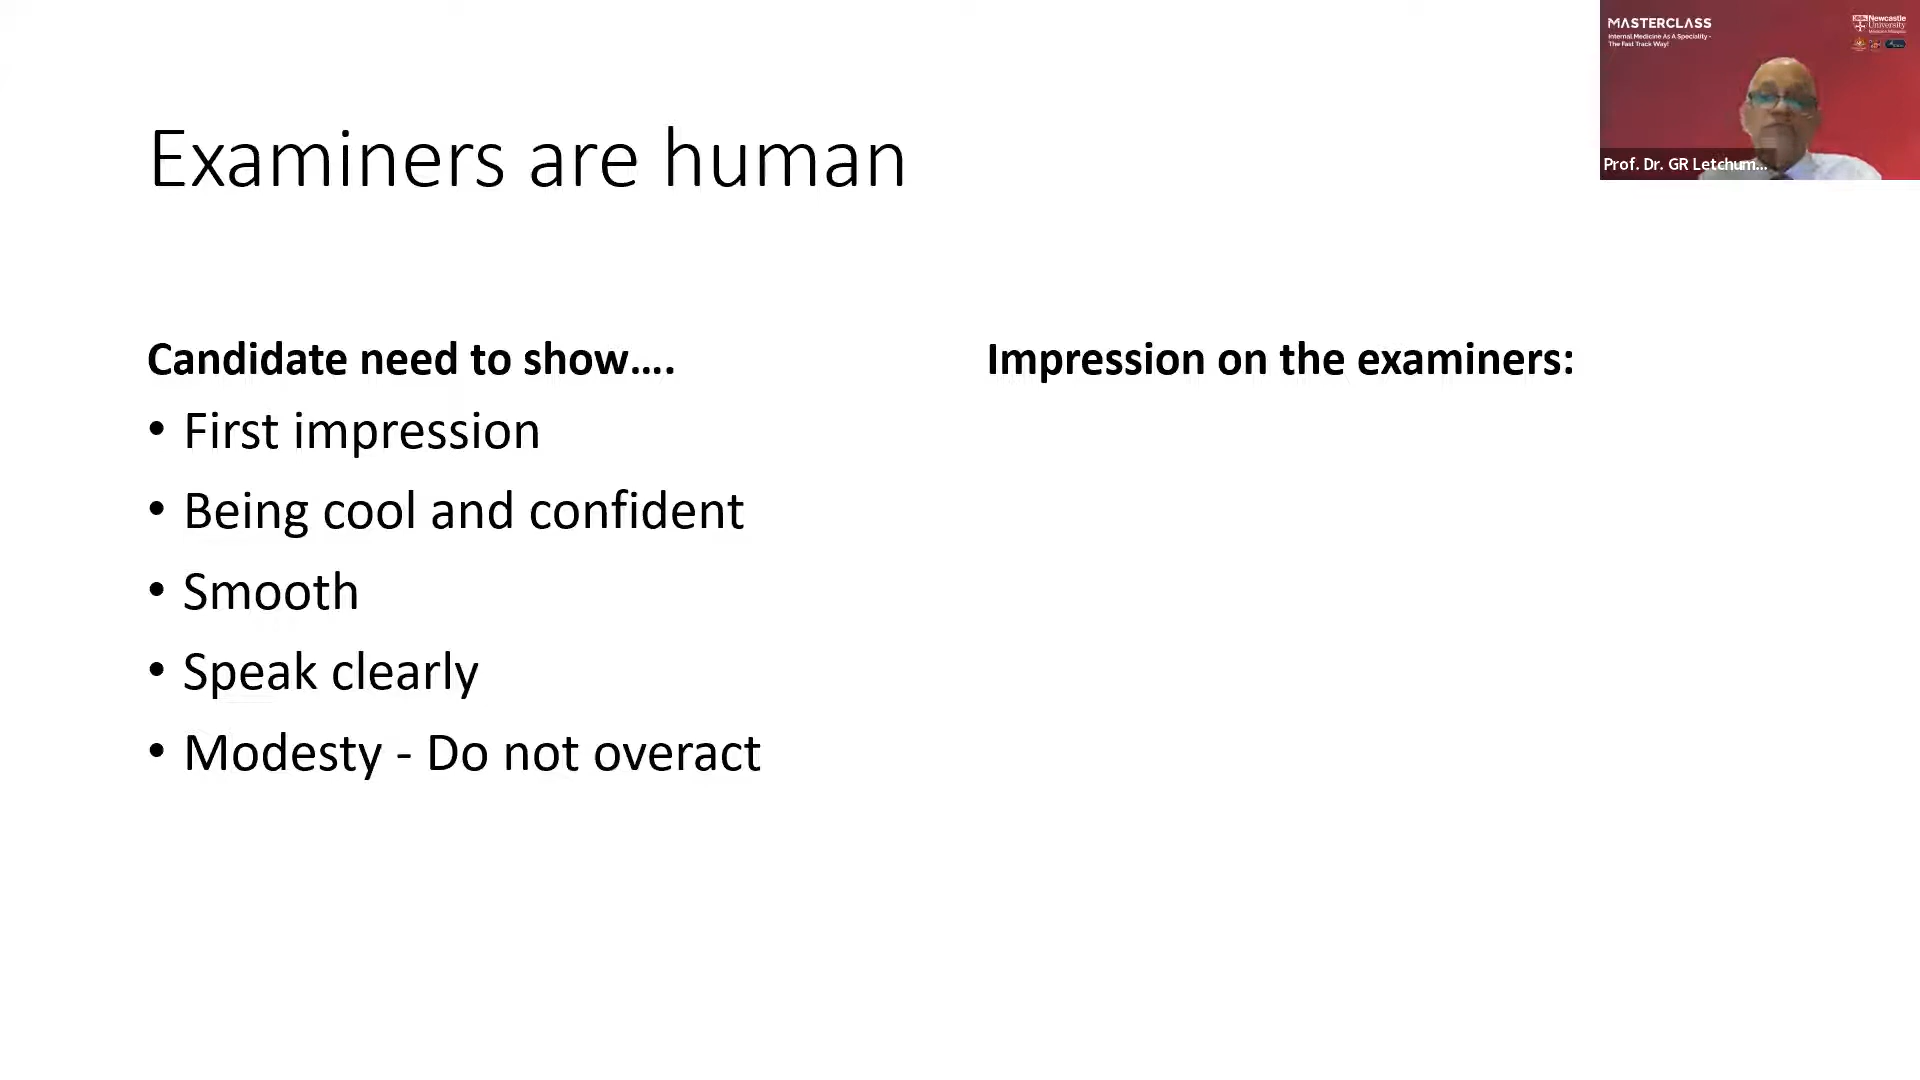 MASTERCLASS
Internal Medicine As A Speciality -
The Fast Track Way!
Newcastle
University
Medicine Malaysia
Prof. Dr. GR Letchum...
Examiners are human
Candidate need to show....
• First impression
• Being cool and confident
• Smooth
• Speak clearly
• Modesty - Do not overact
Impression on the examiners: